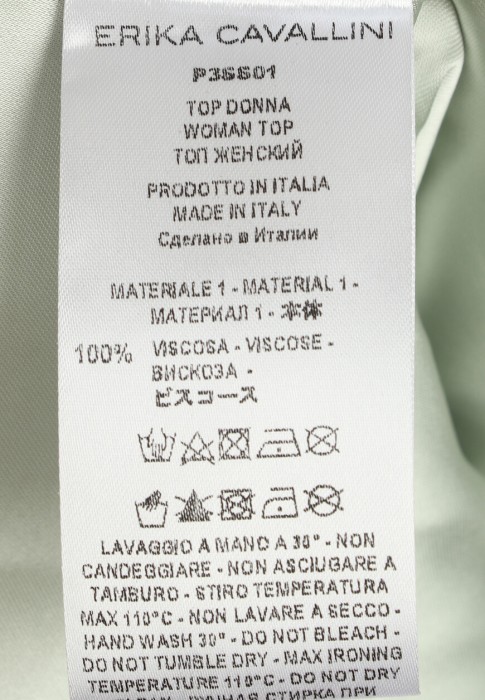 ERIKA CAVALLINI
P3SS01
TOP DONNA
WOMAN TOP
ТОП ЖЕНСКИЙ
PRODOTTO IN ITALIA
MADE IN ITALY
Сделано в Италии
MATERIALE 1 - MATERIAL 1 -
МАТЕРИАЛ 1 - 本体
100% VISCOSA - VISCOSE -
ВИСКОЗА -
ビスコース
LAVAGGIO A MANO A 30° - NON
CANDEGGIARE - NON ASCIUGARE A
TAMBURO - STIRO TEMPERATURA
MAX 110°C - NON LAVARE A SECCO -
HAND WASH 30° - DO NOT BLEACH -
DO NOT TUMBLE DRY - MAX IRONING
TEMPERATURE 110°C - DO NOT DRY
РУЧНАЯ СТИРКА ПРИ